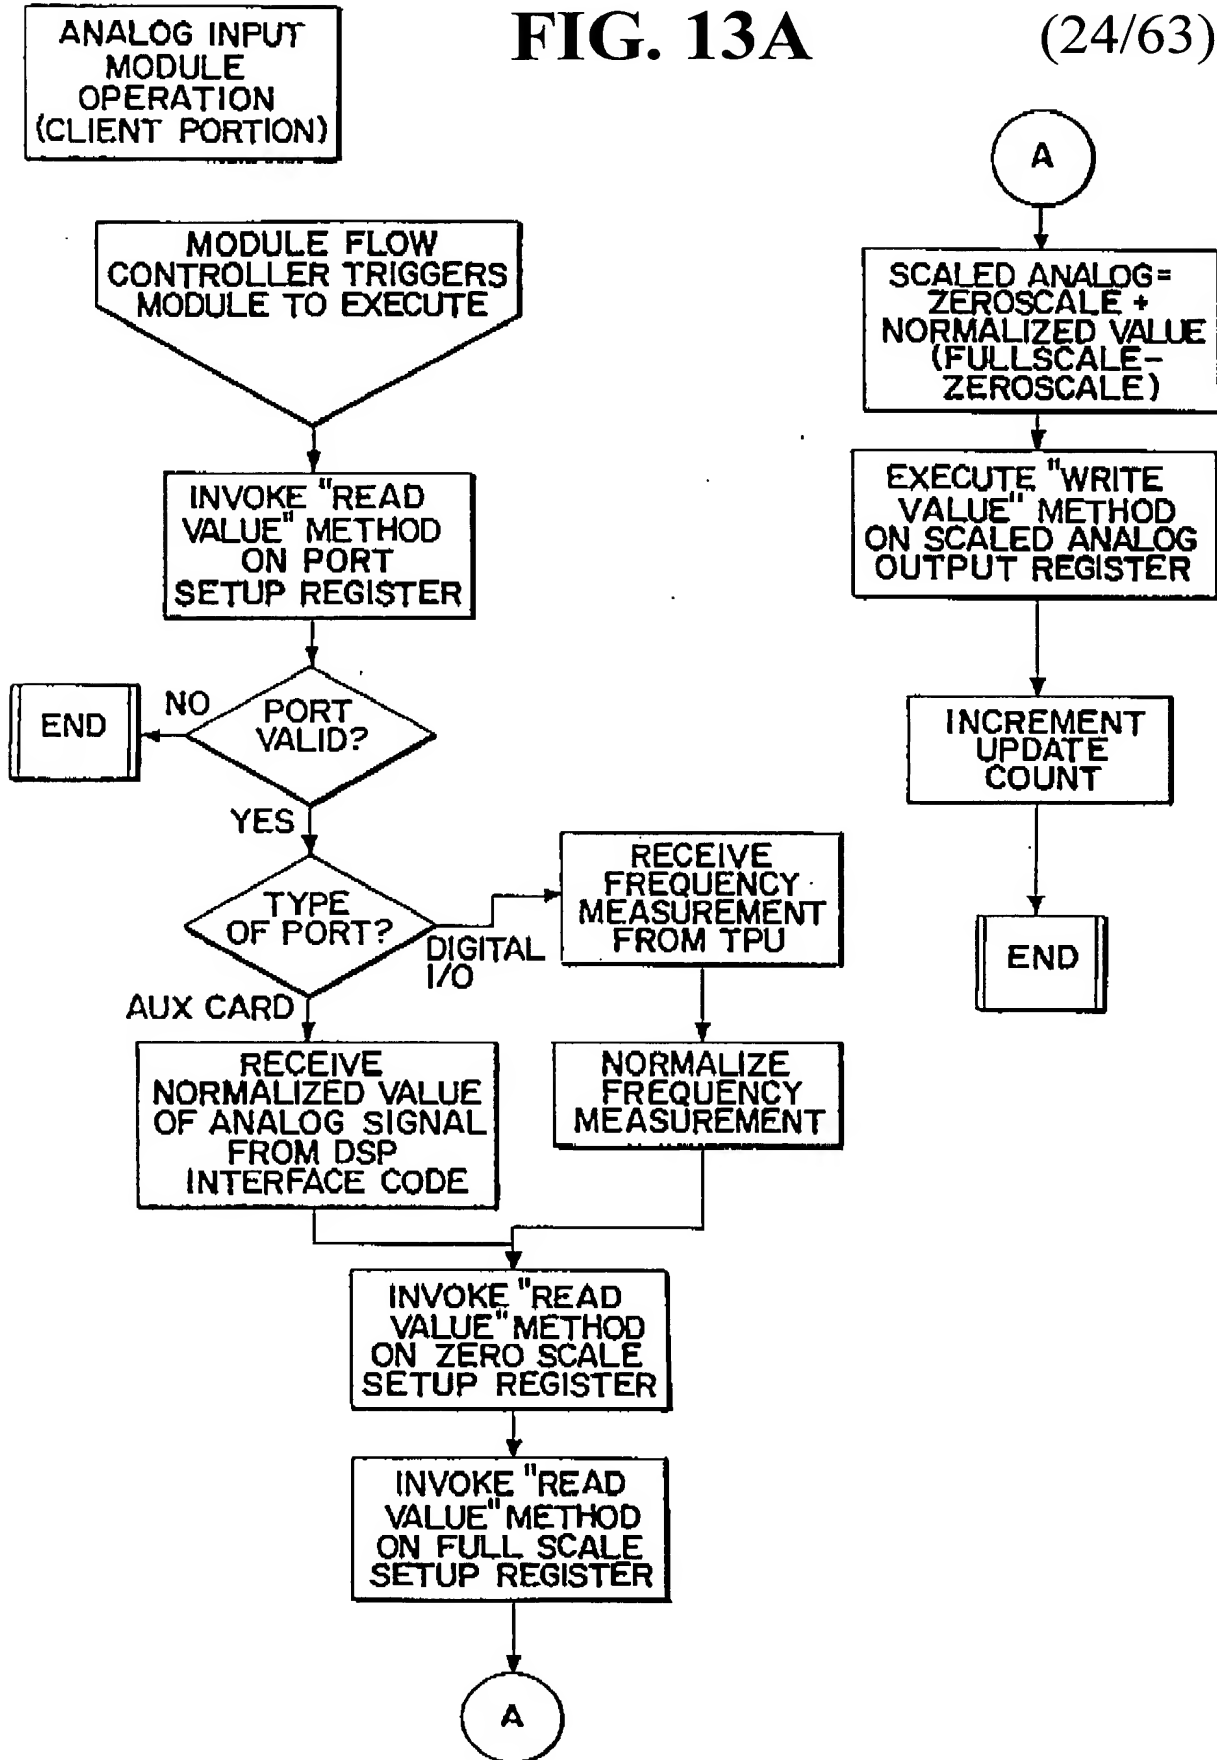 FIG. 13A
(24/63)
ANALOG INPUT
MODULE
OPERATION
(CLIENT PORTION)
MODULE FLOW
CONTROLLER TRIGGERS
MODULE TO EXECUTE
INVOKE "READ
VALUE" METHOD
ON PORT
SETUP REGISTER
PORT
VALID?
NO
END
YES
TYPE
OF PORT?
DIGITAL
I/O
AUX CARD
RECEIVE
FREQUENCY
MEASUREMENT
FROM TPU
NORMALIZE
FREQUENCY
MEASUREMENT
RECEIVE
NORMALIZED VALUE
OF ANALOG SIGNAL
FROM DSP
INTERFACE CODE
INVOKE "READ
VALUE" METHOD
ON ZERO SCALE
SETUP REGISTER
INVOKE "READ
VALUE" METHOD
ON FULL SCALE
SETUP REGISTER
A
A
SCALED ANALOG=
ZEROSCALE +
NORMALIZED VALUE
(FULLSCALE-
ZEROSCALE)
EXECUTE "WRITE
VALUE" METHOD
ON SCALED ANALOG
OUTPUT REGISTER
INCREMENT
UPDATE
COUNT
END